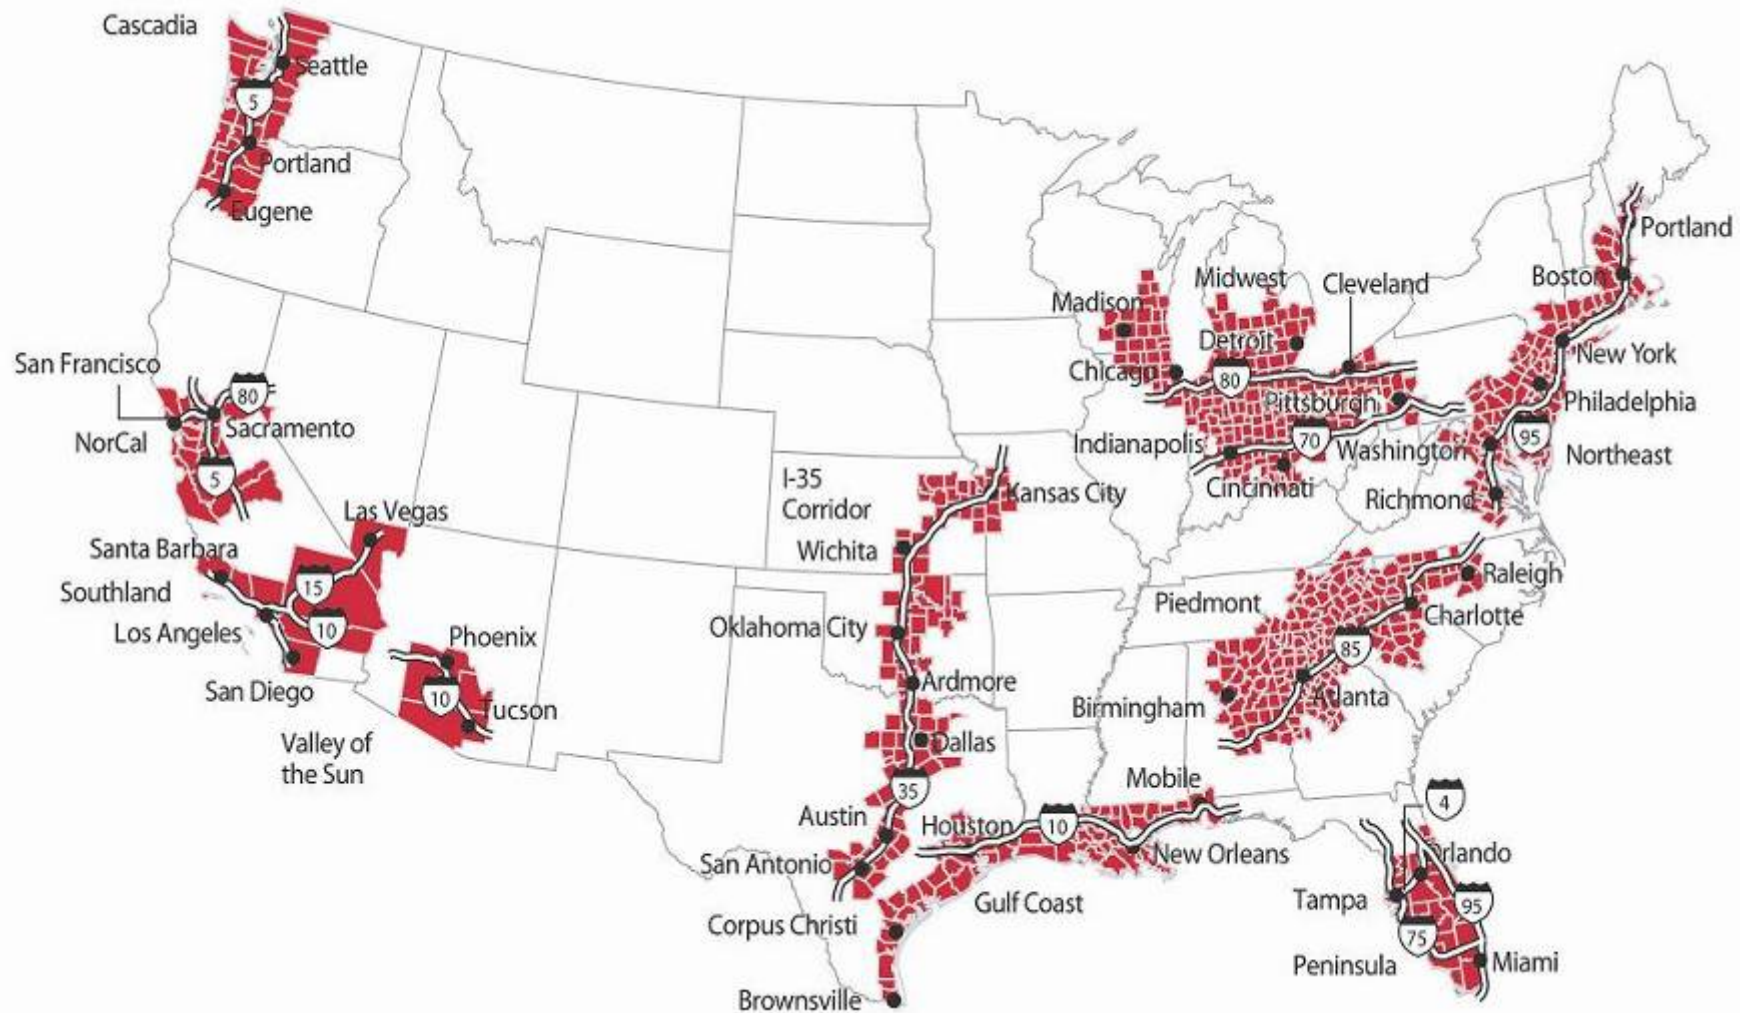 Cascadia
Seattle
5
Portland
Eugene
San Francisco
80
NorCal
Sacramento
5
Las Vegas
Santa Barbara
Southland
15
10
Los Angeles
San Diego
Phoenix
10
Tucson
Valley of
the Sun
I-35
Corridor
Kansas City
Wichita
Oklahoma City
Ardmore
Dallas
35
Austin
San Antonio
Houston
10
Mobile
New Orleans
Gulf Coast
Corpus Christi
Brownsville
Midwest
Madison
Cleveland
Detroit
Chicago
80
Pittsburgh
Indianapolis
70
Cincinnati
Portland
Boston
New York
Philadelphia
95
Washington
Northeast
Richmond
Piedmont
Raleigh
Charlotte
85
Atlanta
Birmingham
4
Orlando
Tampa
95
75
Peninsula
Miami